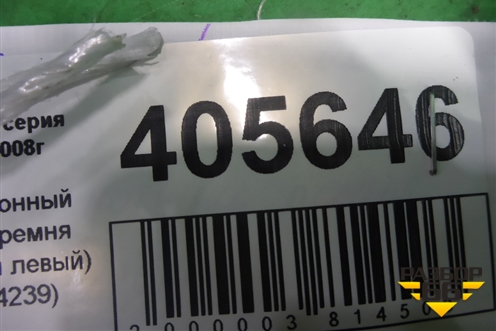 серия
008г
405646
онный
ремня
левый)
4239)
РАЗБОР